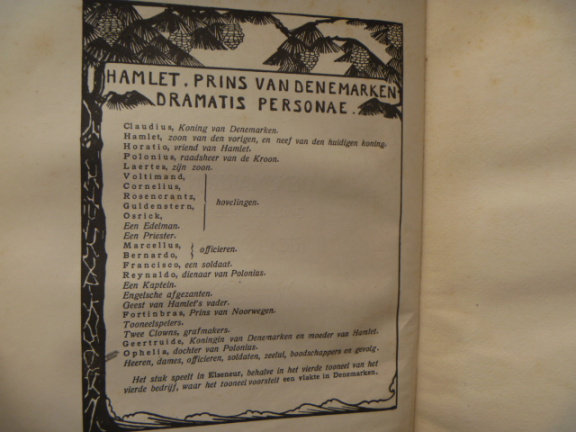 HAMLET, PRINS VAN DENEMARKEN
DRAMATIS PERSONAE.
Claudius, Koning van Denemarken.
Hamlet, zoon van den vorigen, en neef van den huidigen koning.
Horatio, vriend van Hamlet.
Polonius, raadsheer van de Kroon.
Laertes, zijn zoon.
Voltimand,
Cornelius,
Rosencrantz,
Guldenstern,
hovelingen.
Osrick,
Een Edelman.
Een Priester.
Marcellus,
officieren.
Bernardo,
Francisco, een soldaat.
Reynaldo, dienaar van Polonius.
Een Kaptein.
Engelsche afgezanten.
Geest van Hamlet's vader.
Fortinbras, Prins van Noorwegen.
Tooneelspelers.
Twee Clowns, grafmakers.
Geertruide, Koningin van Denemarken en moeder van Hamlet.
Ophelia, dochter van Polonius.
Heeren, dames, officieren, soldaten, zeelui, boodschappers en gevolg.
Het stuk speelt in Elseneur, behalve in het vierde tooneel van het
vierde bedrijf, waar het tooneel voorstelt een vlakte in Denemarken.